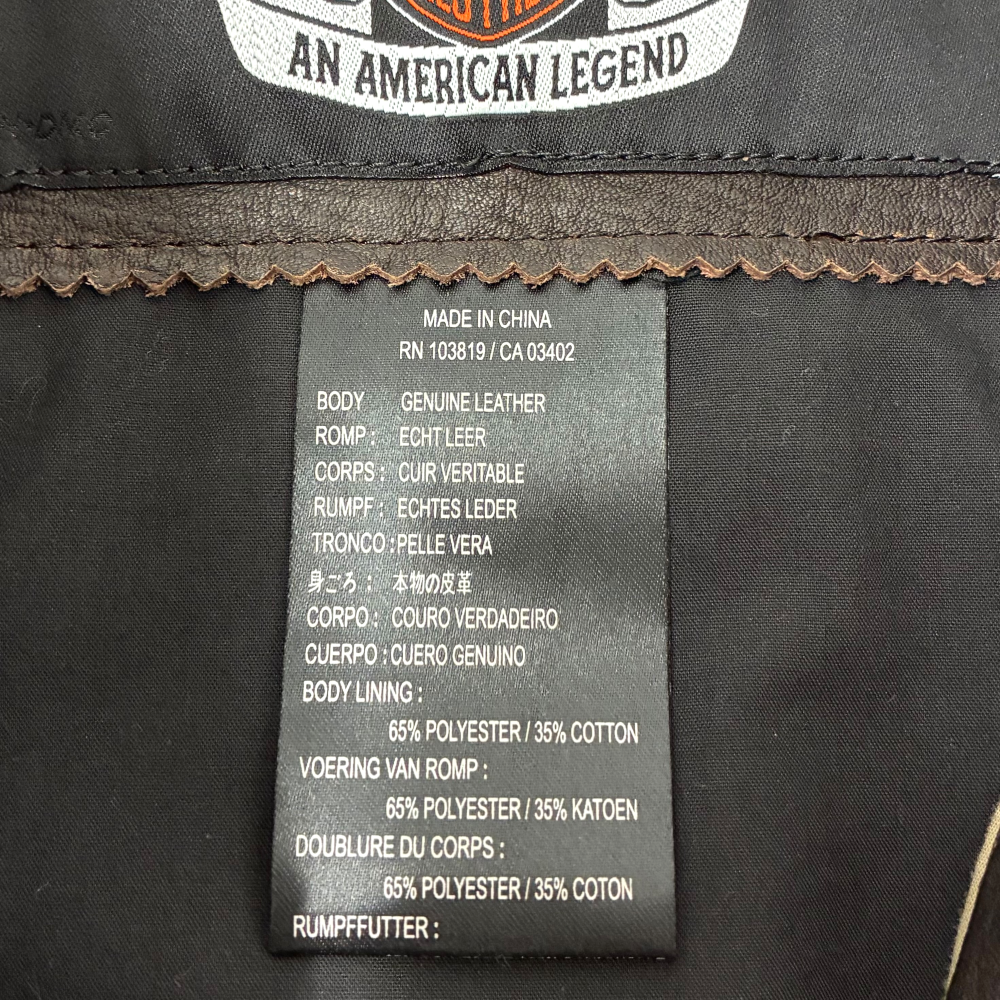 AN AMERICAN LEGEND
MADE IN CHINA
RN 103819 / CA 03402
BODY GENUINE LEATHER
ROMP : ECHT LEER
CORPS : CUIR VERITABLE
RUMPF : ECHTES LEDER
TRONCO : PELLE VERA
身ごろ : 本物の皮革
CORPO : COURO VERDADEIRO
CUERPO : CUERO GENUINO
BODY LINING :
65% POLYESTER / 35% COTTON
VOERING VAN ROMP :
65% POLYESTER / 35% KATOEN
DOUBLURE DU CORPS :
65% POLYESTER / 35% COTON
RUMPFFUTTER :